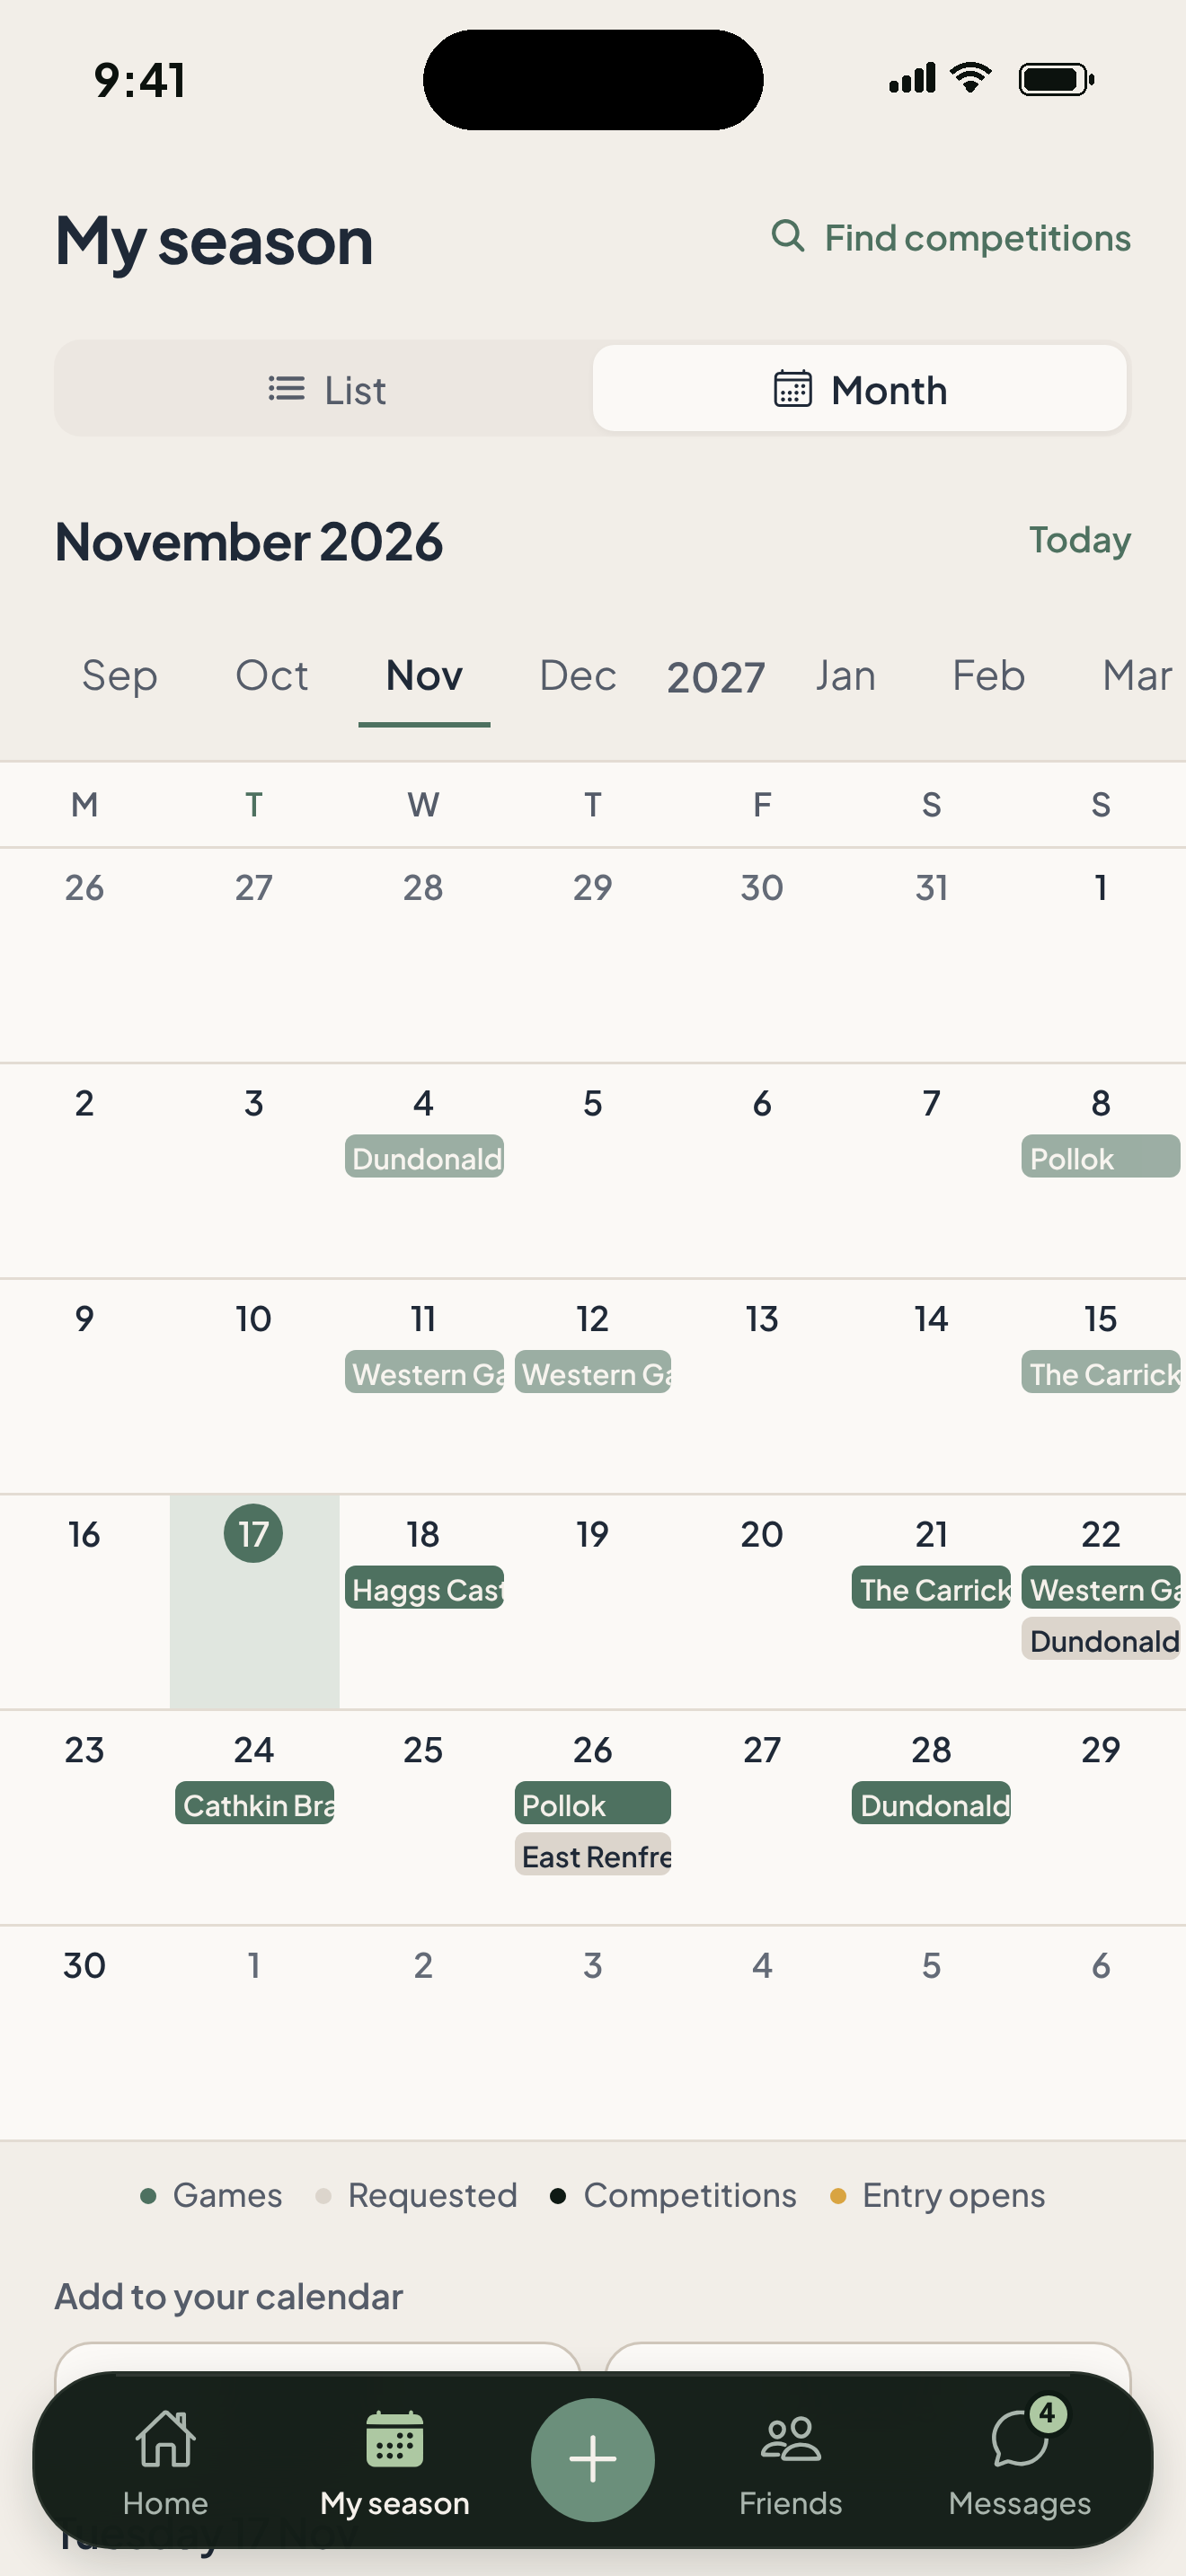 9:41
My season
Find competitions
List
Month
November 2026
Today
Sep Oct Nov Dec 2027 Jan Feb Mar
M T W T F S S
26 27 28 29 30 31 1
2 3 4 5 6 7 8
Dundonald Pollok
9 10 11 12 13 14 15
Western Ga Western Ga The Carrick
16 17 18 19 20 21 22
Haggs Cast The Carrick Western Ga
Dundonald
23 24 25 26 27 28 29
Cathkin Bra Pollok Dundonald
East Renfre
30 1 2 3 4 5 6
Games Requested Competitions Entry opens
Add to your calendar
4
Home My season Friends Messages
Tuesday 17 Nov